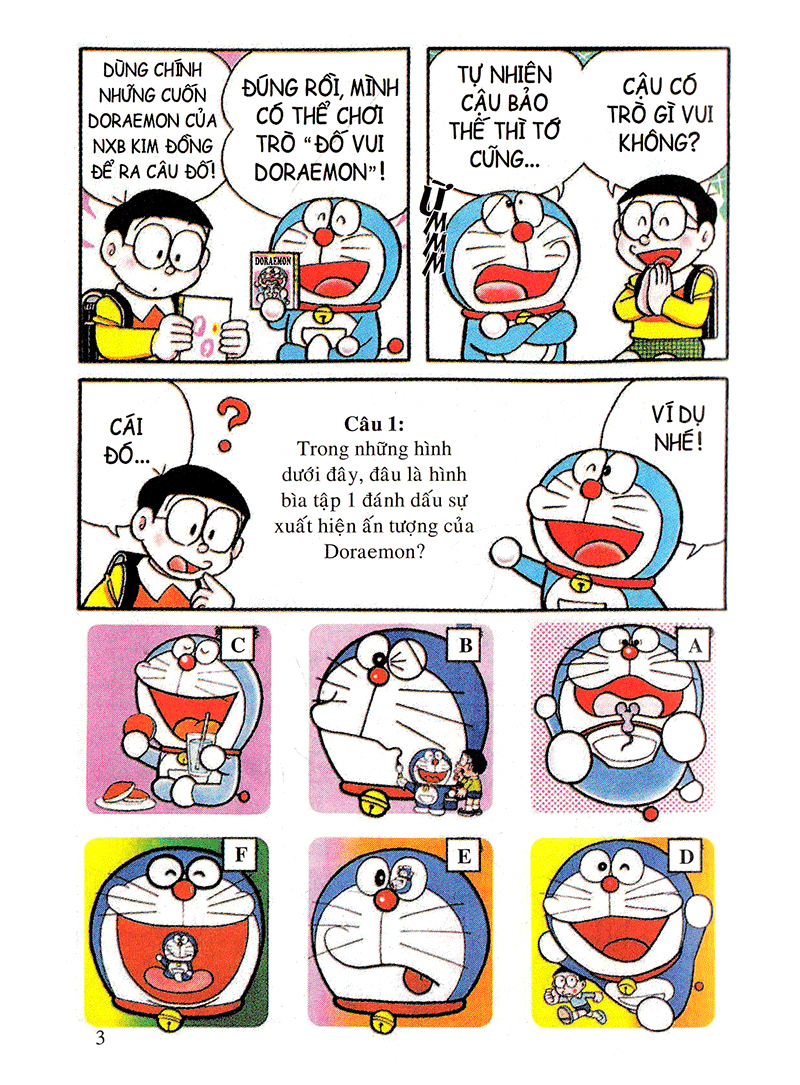 CẬU CÓ
TRÒ GÌ VUI
KHÔNG?
TỰ NHIÊN
CẬU BẢO
THẾ THÌ TỚ
CŨNG...
ỪMMM
ĐÚNG RỒI, MÌNH
CÓ THỂ CHƠI
TRÒ “ĐỐ VUI
DORAEMON”!
DORAEMON
DÙNG CHÍNH
NHỮNG CUỐN
DORAEMON CỦA
NXB KIM ĐỒNG
ĐỂ RA CÂU ĐỐ!
VÍ DỤ
NHÉ!
Câu 1:
Trong những hình
dưới đây, đâu là hình
bìa tập 1 đánh dấu sự
xuất hiện ấn tượng của
Doraemon?
?
CÁI
ĐÓ...
A
B
C
D
E
F
3